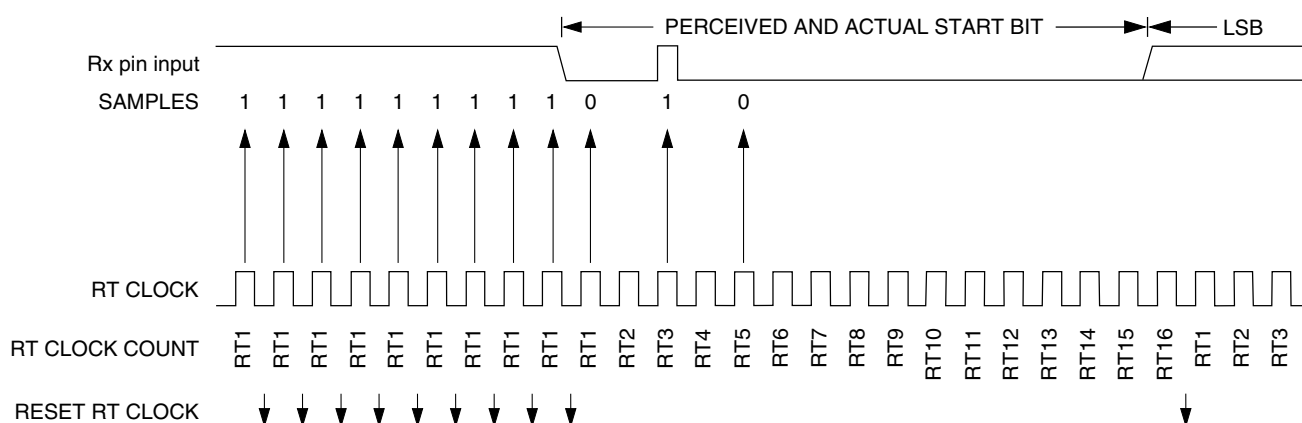 PERCEIVED AND ACTUAL START BIT LSB
Rx pin input
SAMPLES 1 1 1 1 1 1 1 1 1 0 1 0
RT CLOCK
RT CLOCK COUNT RT1 RT1 RT1 RT1 RT1 RT1 RT1 RT1 RT1 RT1 RT2 RT3 RT4 RT5 RT6 RT7 RT8 RT9 RT10 RT11 RT12 RT13 RT14 RT15 RT16 RT1 RT2 RT3
RESET RT CLOCK